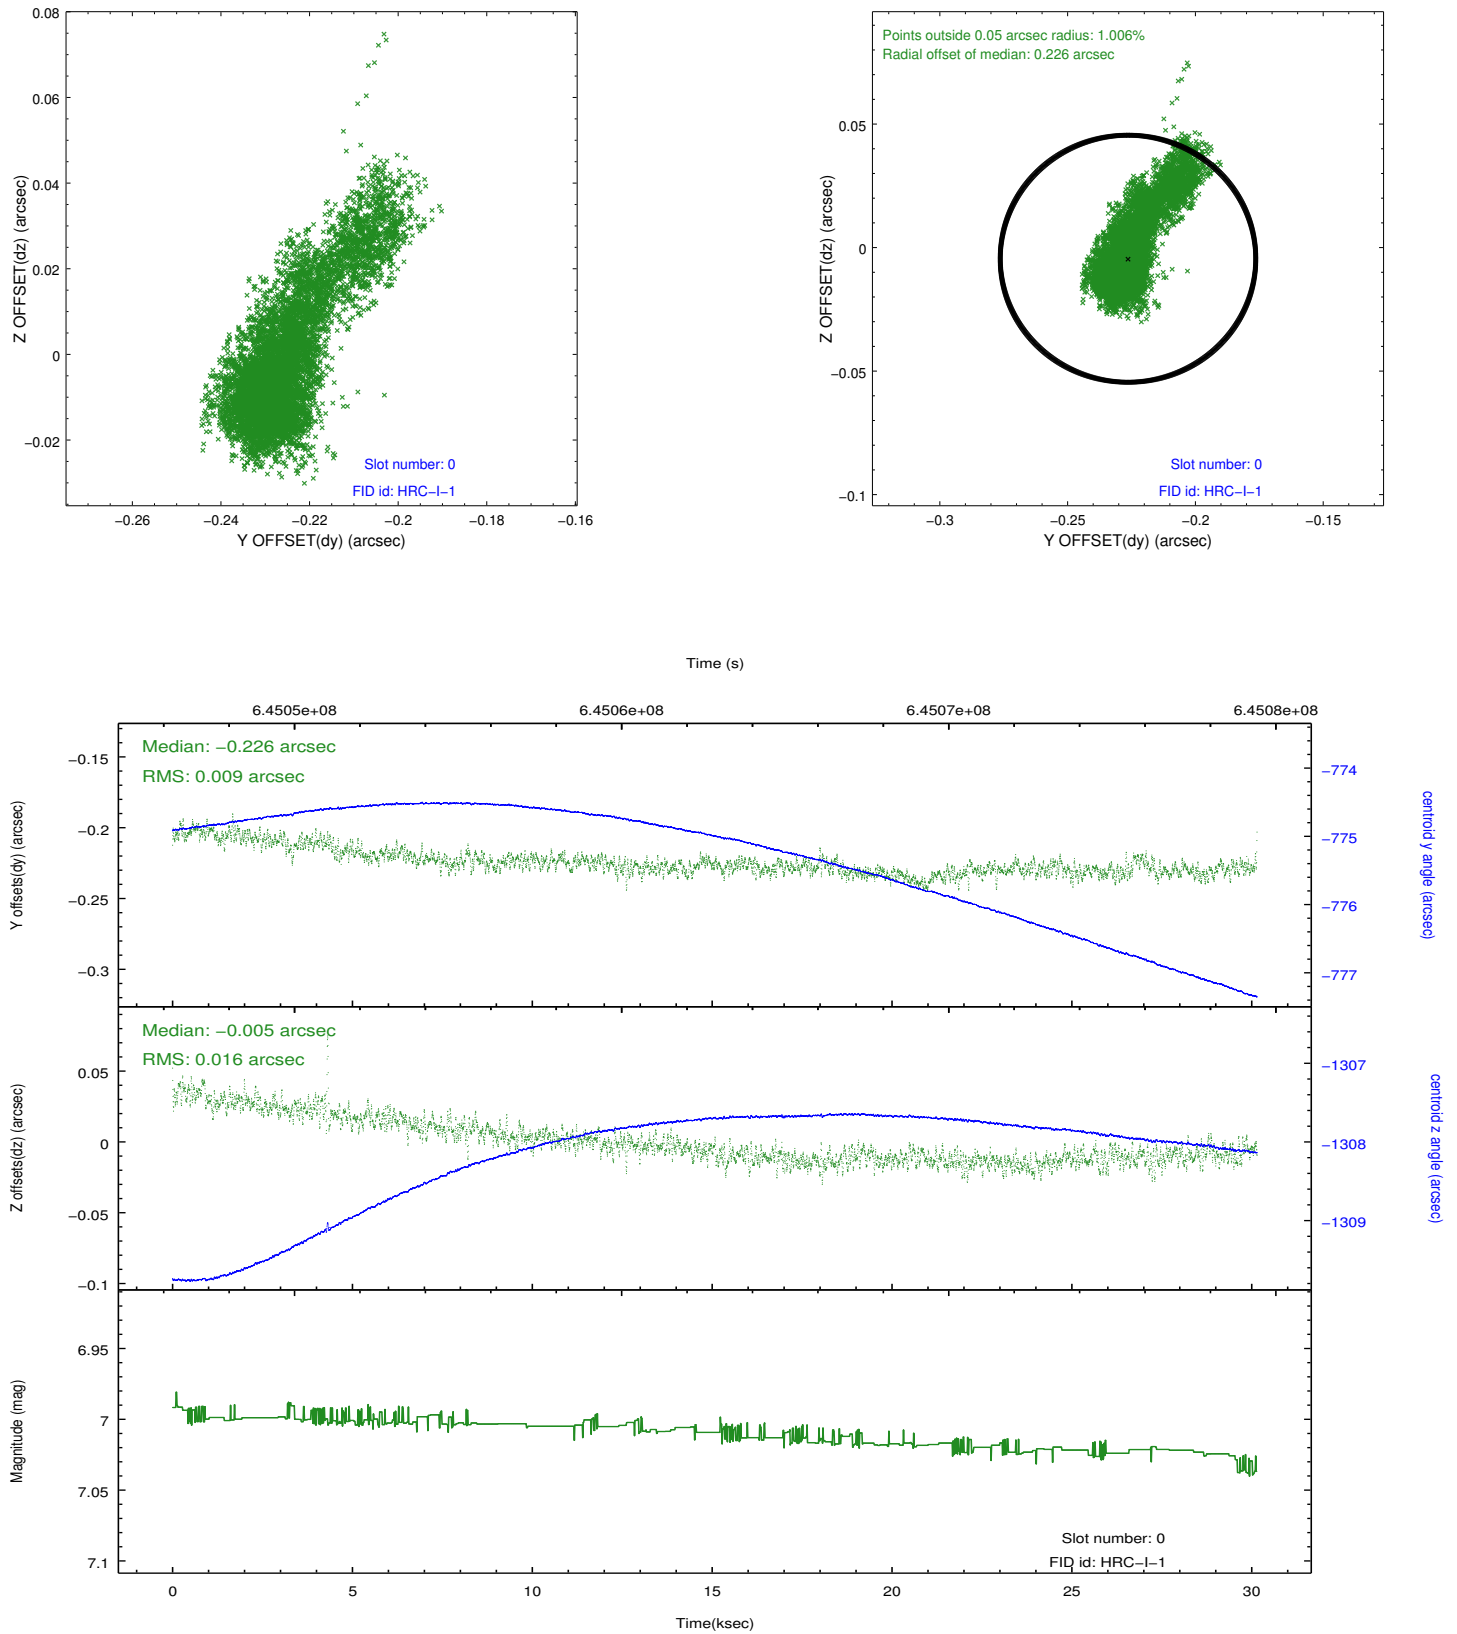 0.08
0.06
0.04
0.02
0
−0.02
Z OFFSET(dz) (arcsec)
Slot number: 0
FID id: HRC−I−1
−0.26
−0.24
−0.22
−0.2
−0.18
−0.16
Y OFFSET(dy) (arcsec)
Points outside 0.05 arcsec radius: 1.006%
Radial offset of median: 0.226 arcsec
0.05
0
−0.05
−0.1
Z OFFSET(dz) (arcsec)
Slot number: 0
FID id: HRC−I−1
−0.3
−0.25
−0.2
−0.15
Y OFFSET(dy) (arcsec)
Time (s)
6.4505e+08
6.4506e+08
6.4507e+08
6.4508e+08
Median: −0.226 arcsec
RMS: 0.009 arcsec
−0.15
−0.2
−0.25
−0.3
Y offsets(dy) (arcsec)
−774
−775
−776
−777
centroid y angle (arcsec)
Median: −0.005 arcsec
RMS: 0.016 arcsec
0.05
0
−0.05
−0.1
Z offsets(dz) (arcsec)
−1307
−1308
−1309
centroid z angle (arcsec)
6.95
7
7.05
7.1
Magnitude (mag)
Slot number: 0
FID id: HRC−I−1
0
5
10
15
20
25
30
Time(ksec)